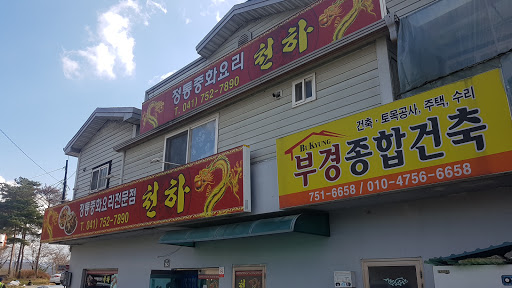 정통중화요리 천하
T. 041) 752-7890
정통중화요리전문점 천하
T. 041) 752-7890
건축 : 토목공사, 주택, 수리
BUKYUNG
부경종합건축
751-6658 / 010-4756-6658